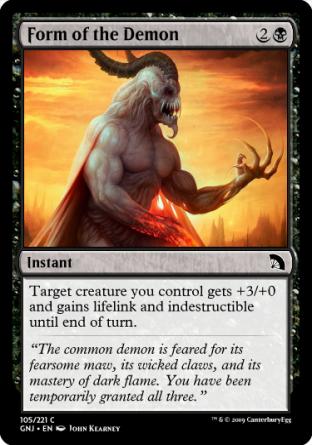 Form of the Demon 2
Instant
Target creature you control gets +3/+0
and gains lifelink and indestructible
until end of turn.
"The common demon is feared for its
fearsome maw, its wicked claws, and its
mastery of dark flame. You have been
temporarily granted all three."
105/221 C
GNJ • EN JOHN KEARNEY
™ & © 2019 CanterburyEgg